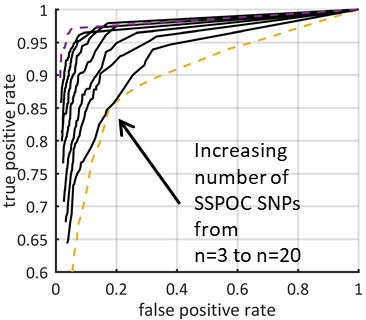 1
0.95
0.9
0.85
0.8
0.75
0.7
0.65
0.6
true positive rate
Increasing
number of
SSPOC SNPs
from
n=3 to n=20
0 0.2 0.4 0.6 0.8 1
false positive rate